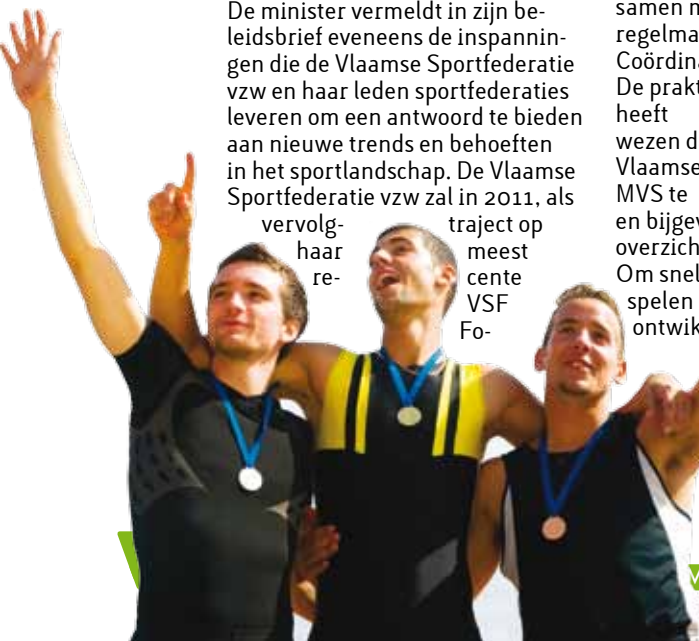 De minister vermeldt in zijn be-
leidsbrief eveneens de inspannin-
gen die de Vlaamse Sportfederatie
vzw en haar leden sportfederaties
leveren om een antwoord te bieden
aan nieuwe trends en behoeften
in het sportlandschap. De Vlaamse
Sportfederatie vzw zal in 2011, als
vervolg- traject op
haar meest
re- cente
VSF
Fo-
samen
regelma
Coördina
De prakt
heeft
wezen d
Vlaamse
MVS te
en bijge
overzich
Om snel
spelen
ontwik